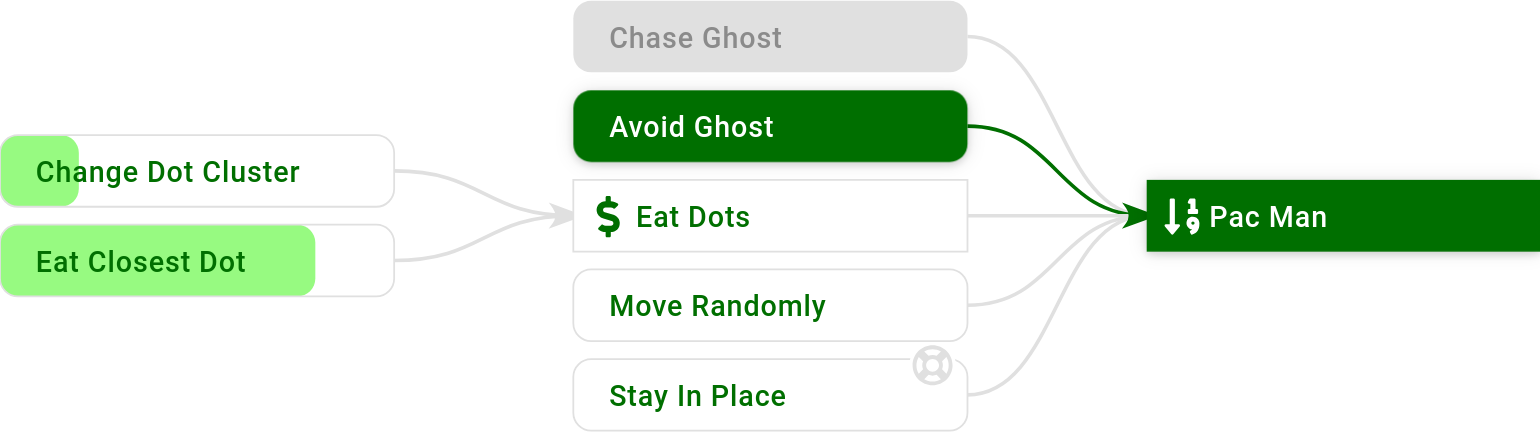 Chase Ghost
Avoid Ghost
Change Dot Cluster
$ Eat Dots
Pac Man
Eat Closest Dot
Move Randomly
Stay In Place